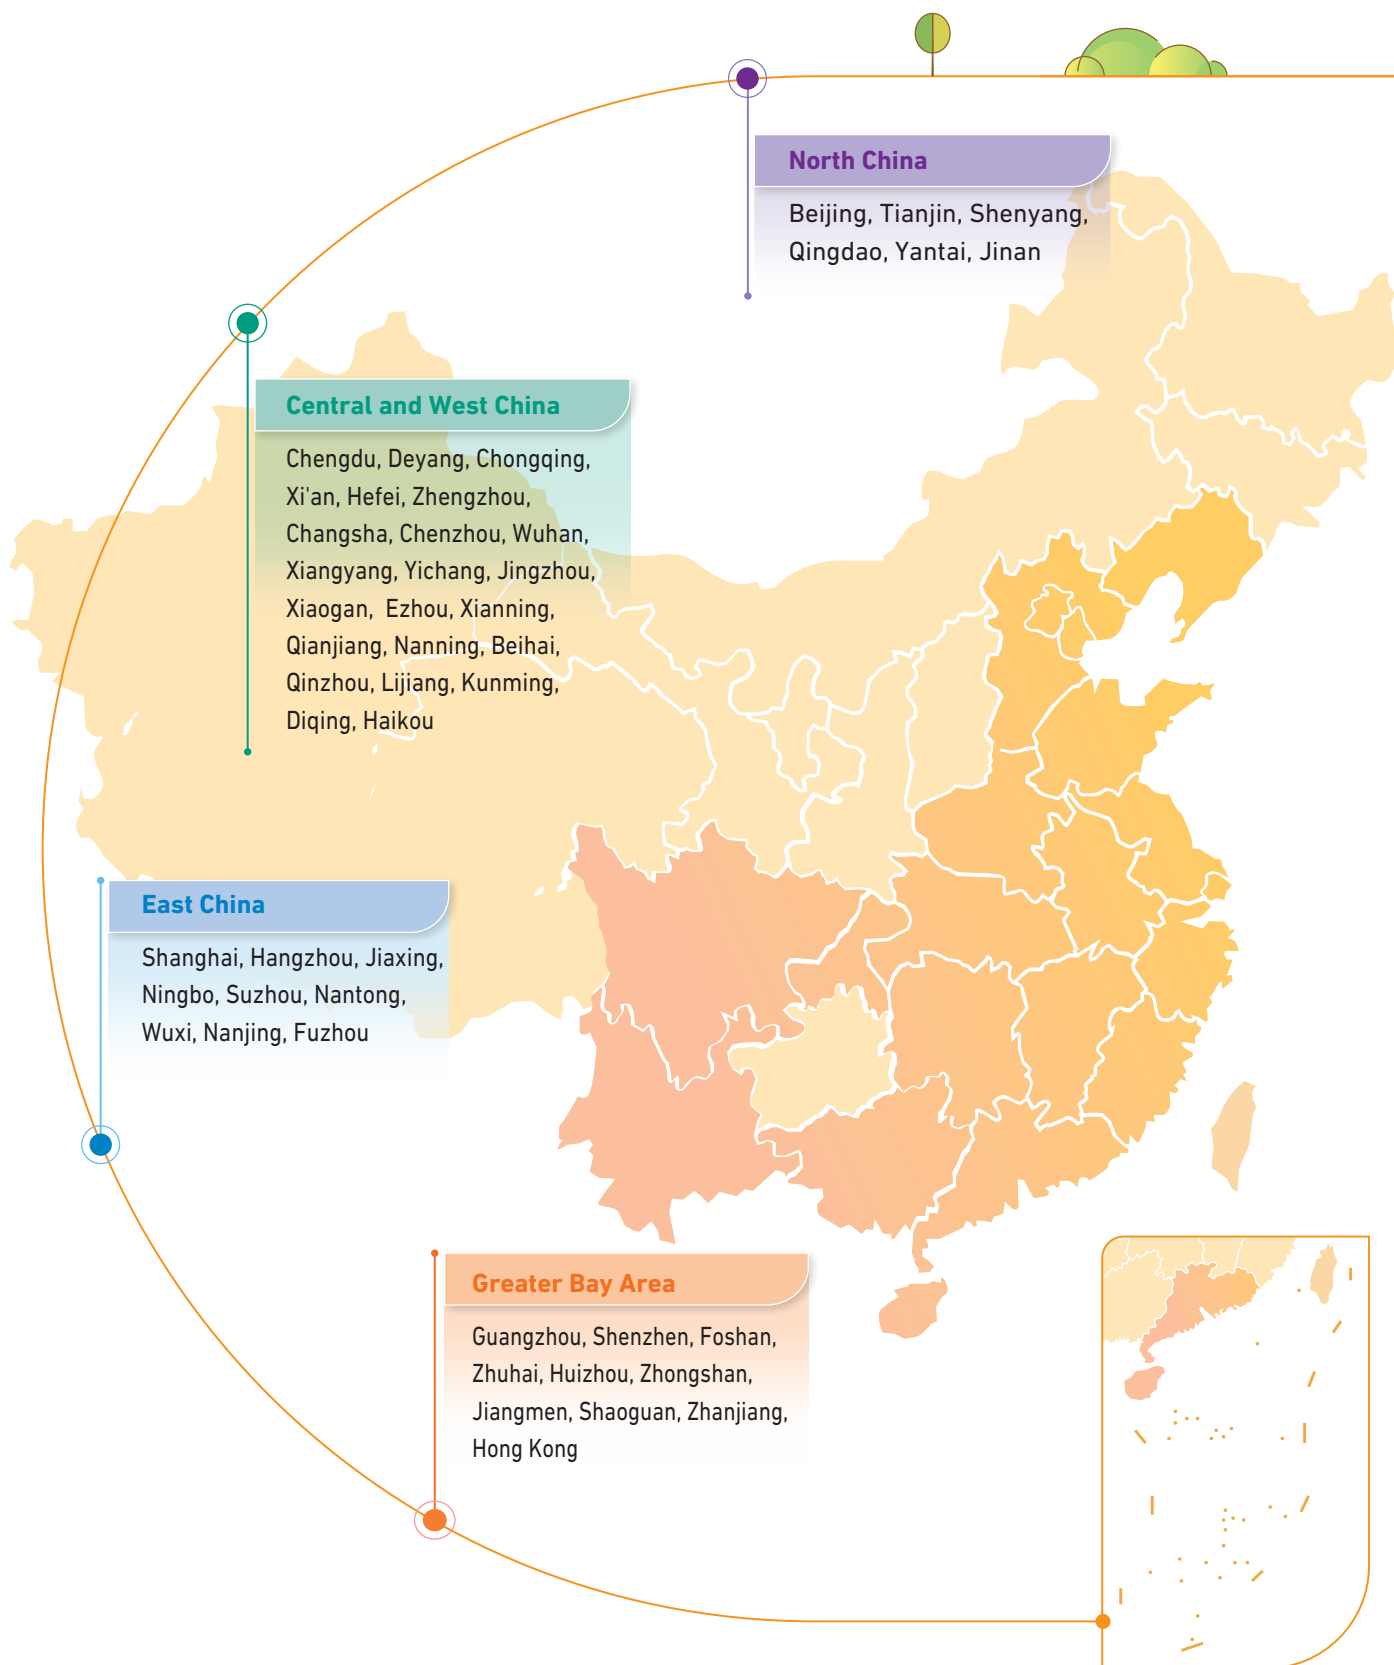 North China
Beijing, Tianjin, Shenyang,
Qingdao, Yantai, Jinan
Central and West China
Chengdu, Deyang, Chongqing,
Xi'an, Hefei, Zhengzhou,
Changsha, Chenzhou, Wuhan,
Xiangyang, Yichang, Jingzhou,
Xiaogan, Ezhou, Xianning,
Qianjiang, Nanning, Beihai,
Qinzhou, Lijiang, Kunming,
Diqing, Haikou
East China
Shanghai, Hangzhou, Jiaxing,
Ningbo, Suzhou, Nantong,
Wuxi, Nanjing, Fuzhou
Greater Bay Area
Guangzhou, Shenzhen, Foshan,
Zhuhai, Huizhou, Zhongshan,
Jiangmen, Shaoguan, Zhanjiang,
Hong Kong